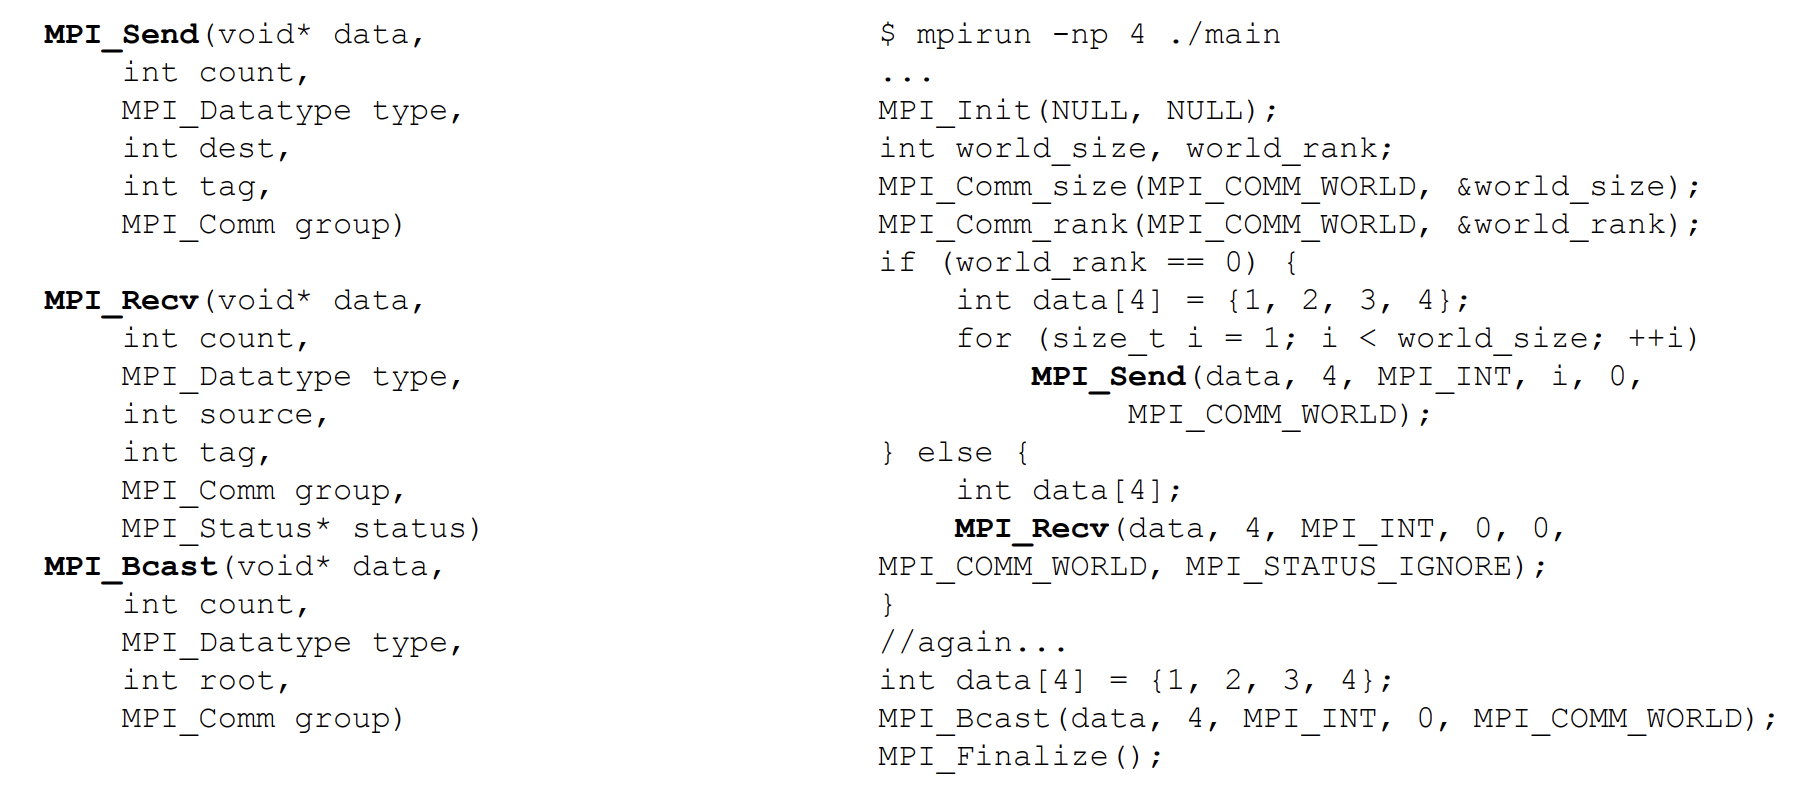 MPI_Send(void* data,
    int count,
    MPI_Datatype type,
    int dest,
    int tag,
    MPI_Comm group)

MPI_Recv(void* data,
    int count,
    MPI_Datatype type,
    int source,
    int tag,
    MPI_Comm group,
    MPI_Status* status)
MPI_Bcast(void* data,
    int count,
    MPI_Datatype type,
    int root,
    MPI_Comm group)

$ mpirun -np 4 ./main
...
MPI_Init(NULL, NULL);
int world_size, world_rank;
MPI_Comm_size(MPI_COMM_WORLD, &world_size);
MPI_Comm_rank(MPI_COMM_WORLD, &world_rank);
if (world_rank == 0) {
    int data[4] = {1, 2, 3, 4};
    for (size_t i = 1; i < world_size; ++i)
        MPI_Send(data, 4, MPI_INT, i, 0,
             MPI_COMM_WORLD);
} else {
    int data[4];
    MPI_Recv(data, 4, MPI_INT, 0, 0,
MPI_COMM_WORLD, MPI_STATUS_IGNORE);
}
//again...
int data[4] = {1, 2, 3, 4};
MPI_Bcast(data, 4, MPI_INT, 0, MPI_COMM_WORLD);
MPI_Finalize();